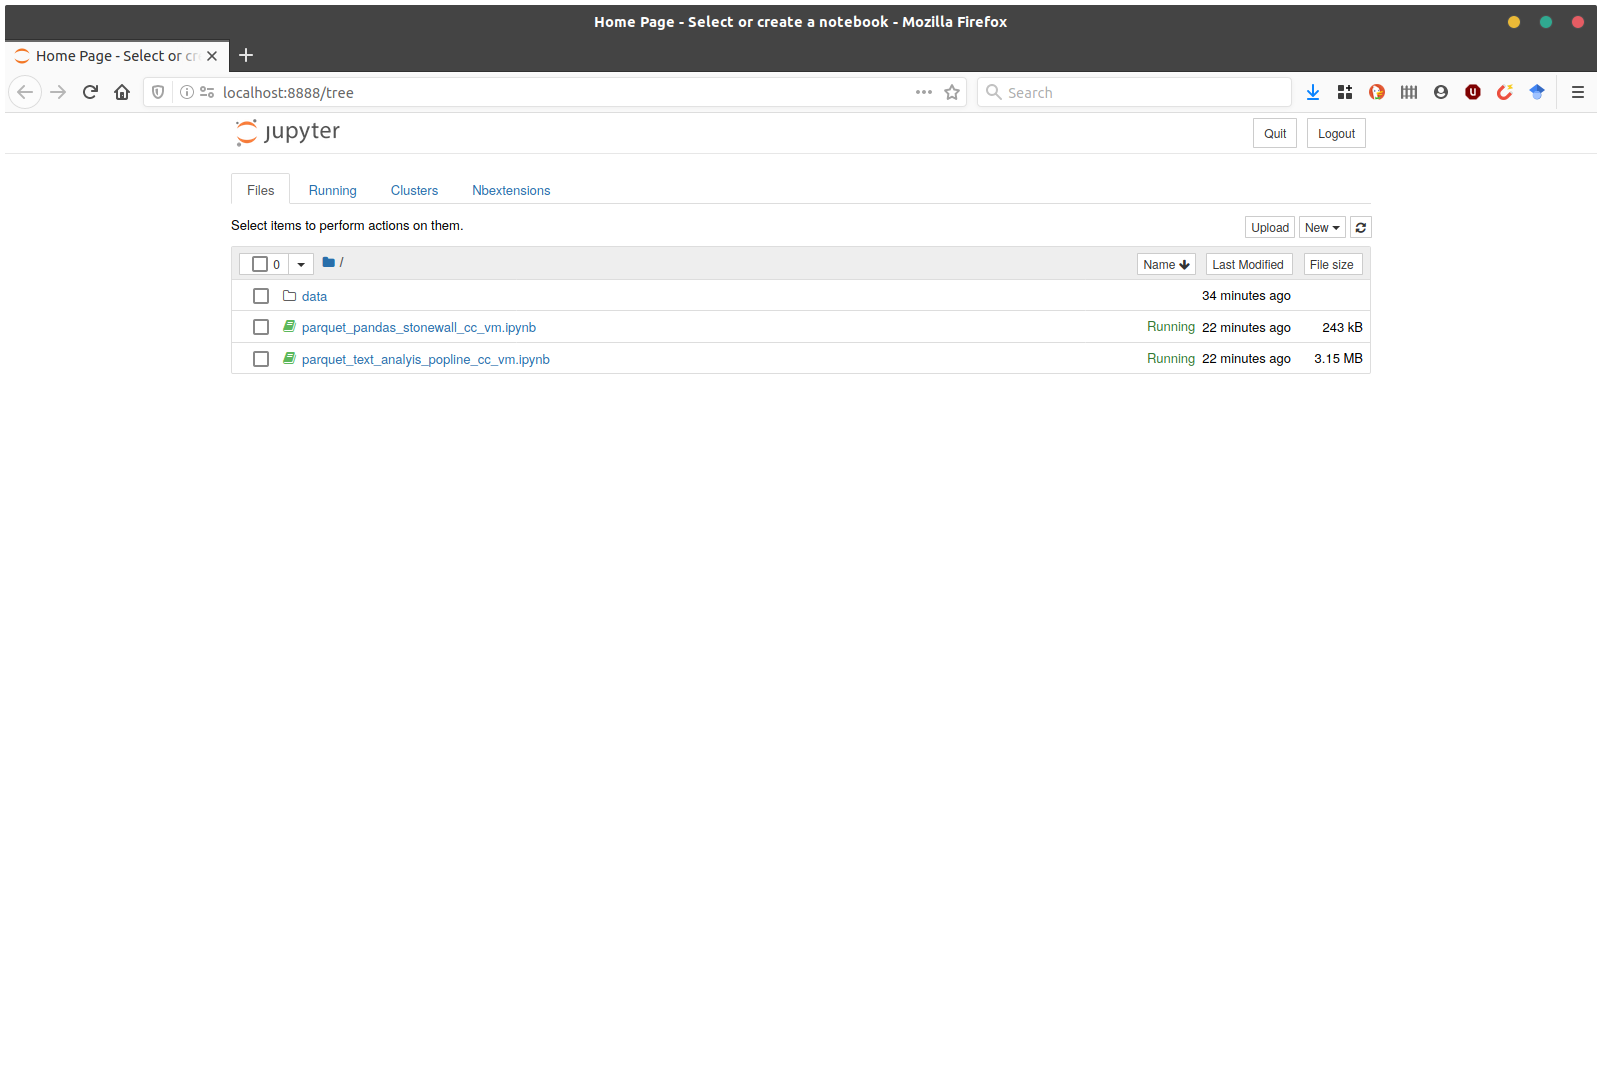 Home Page - Select or create a notebook - Mozilla Firefox
Home Page - Select or cr
localhost:8888/tree
Search
jupyter
Quit Logout
Files Running Clusters Nbextensions
Select items to perform actions on them.
Upload New
0 / Name Last Modified File size
data 34 minutes ago
parquet_pandas_stonewall_cc_vm.ipynb Running 22 minutes ago 243 kB
parquet_text_analyis_popline_cc_vm.ipynb Running 22 minutes ago 3.15 MB